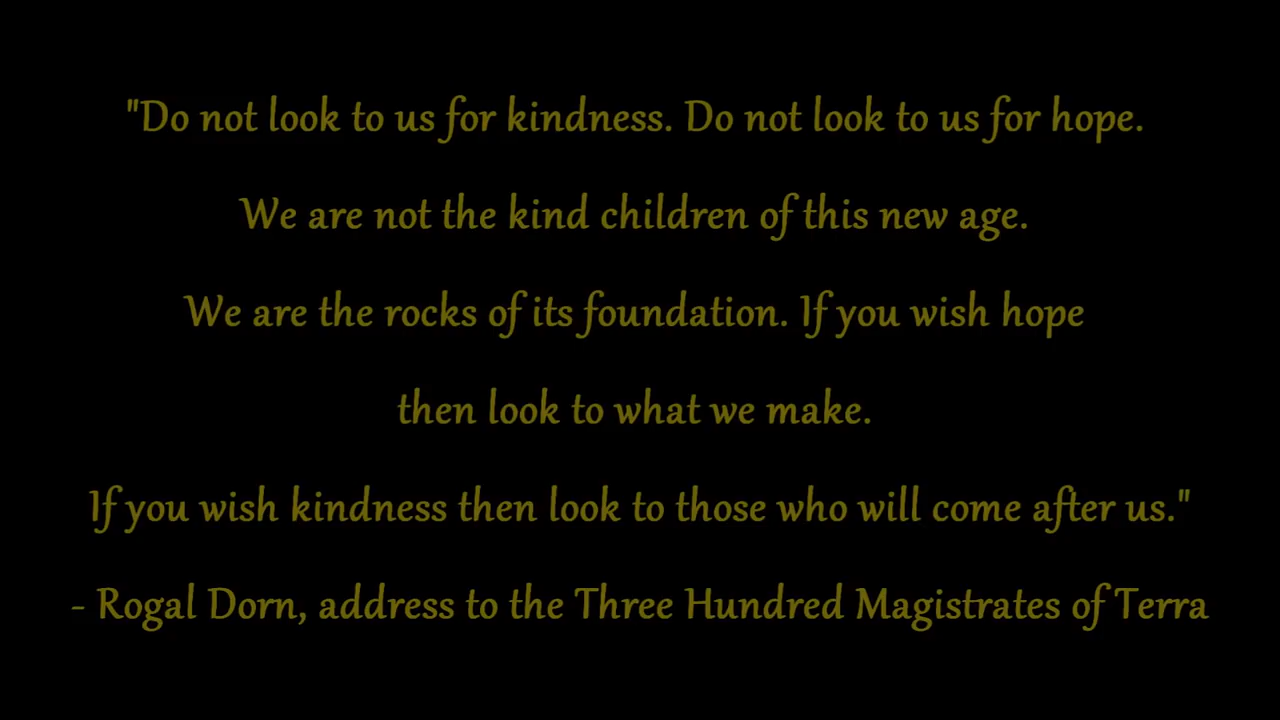 "Do not look to us for kindness. Do not look to us for hope.
We are not the kind children of this new age.
We are the rocks of its foundation. If you wish hope
then look to what we make.
If you wish kindness then look to those who will come after us."
- Rogal Dorn, address to the Three Hundred Magistrates of Terra